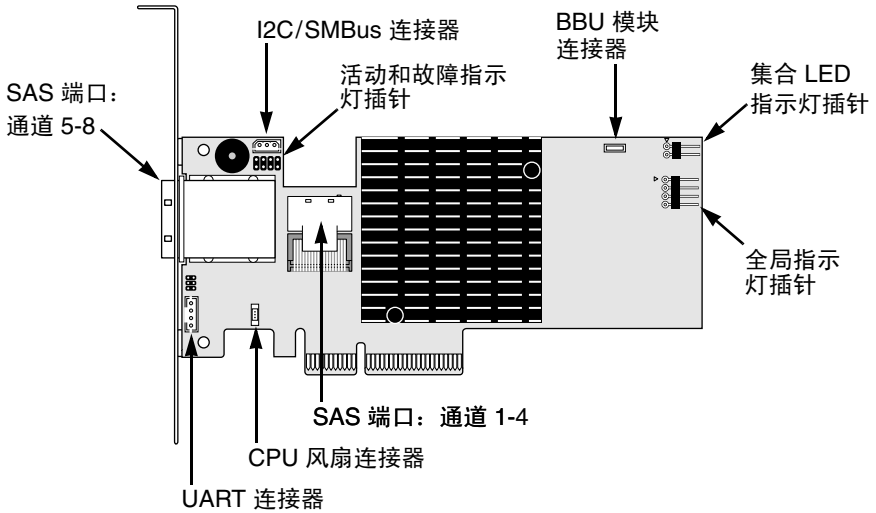 I2C/SMBus 连接器
BBU 模块
连接器
活动和故障指示
灯插针
集合 LED
指示灯插针
SAS 端口：
通道 5-8
全局指示
灯插针
SAS 端口：通道 1-4
CPU 风扇连接器
UART 连接器